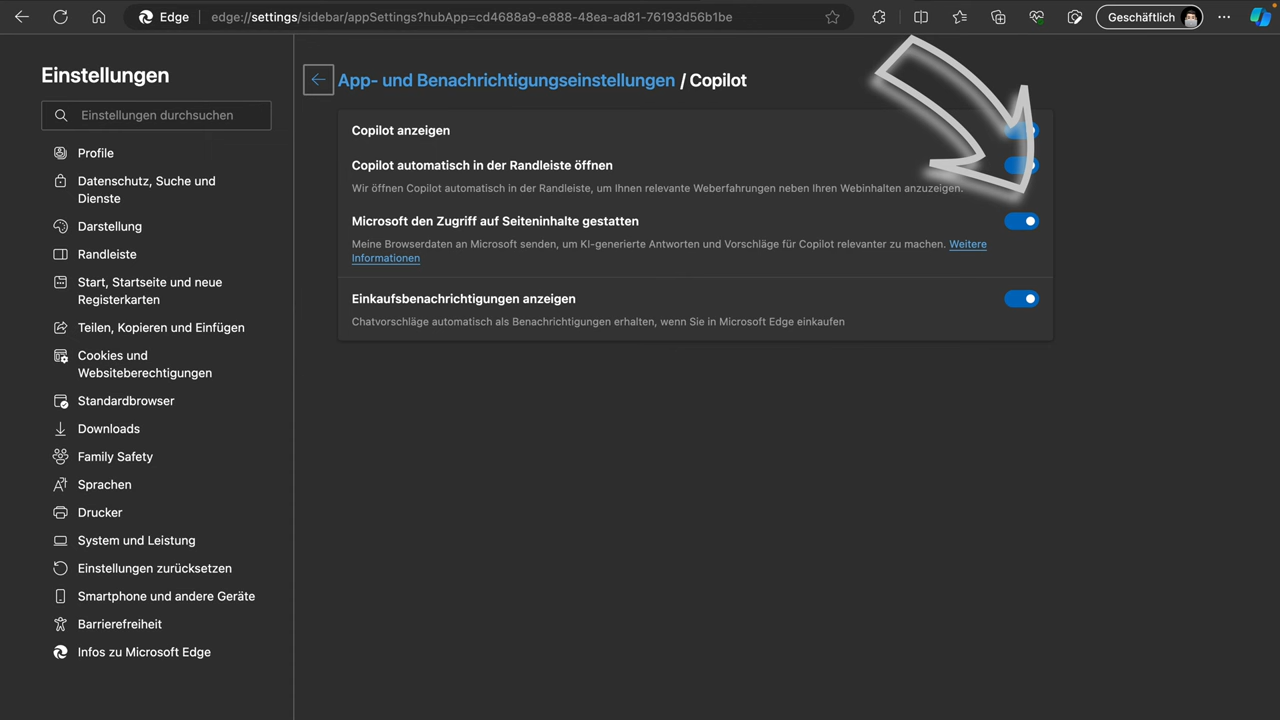 Edge
edge://settings/sidebar/appSettings?hubApp=cd4688a9-e888-48ea-ad81-76193d56b1be
Geschäftlich
Einstellungen
Einstellungen durchsuchen
Profile
Datenschutz, Suche und
Dienste
Darstellung
Randleiste
Start, Startseite und neue
Registerkarten
Teilen, Kopieren und Einfügen
Cookies und
Websiteberechtigungen
Standardbrowser
Downloads
Family Safety
Sprachen
Drucker
System und Leistung
Einstellungen zurücksetzen
Smartphone und andere Geräte
Barrierefreiheit
Infos zu Microsoft Edge
App- und Benachrichtigungseinstellungen / Copilot
Copilot anzeigen
Copilot automatisch in der Randleiste öffnen
Wir öffnen Copilot automatisch in der Randleiste, um Ihnen relevante Weberfahrungen neben Ihren Webinhalten anzuzeigen.
Microsoft den Zugriff auf Seiteninhalte gestatten
Meine Browserdaten an Microsoft senden, um KI-generierte Antworten und Vorschläge für Copilot relevanter zu machen. Weitere
Informationen
Einkaufsbenachrichtigungen anzeigen
Chatvorschläge automatisch als Benachrichtigungen erhalten, wenn Sie in Microsoft Edge einkaufen